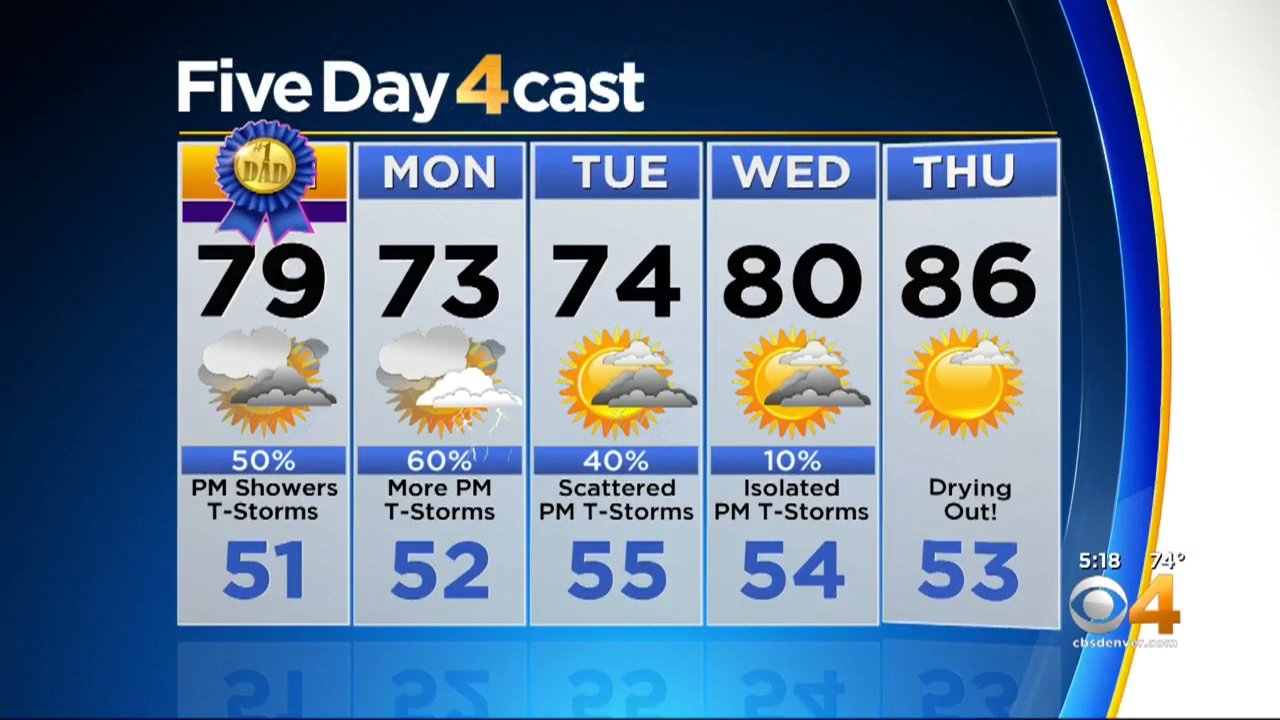 Five Day 4cast
#1 DAD
MON
TUE
WED
THU
79
73
74
80
86
50%
60%
40%
10%
PM Showers
T-Storms
More PM
T-Storms
Scattered
PM T-Storms
Isolated
PM T-Storms
Drying
Out!
51
52
55
54
53
5:18 74°
4
cbsdenver.com